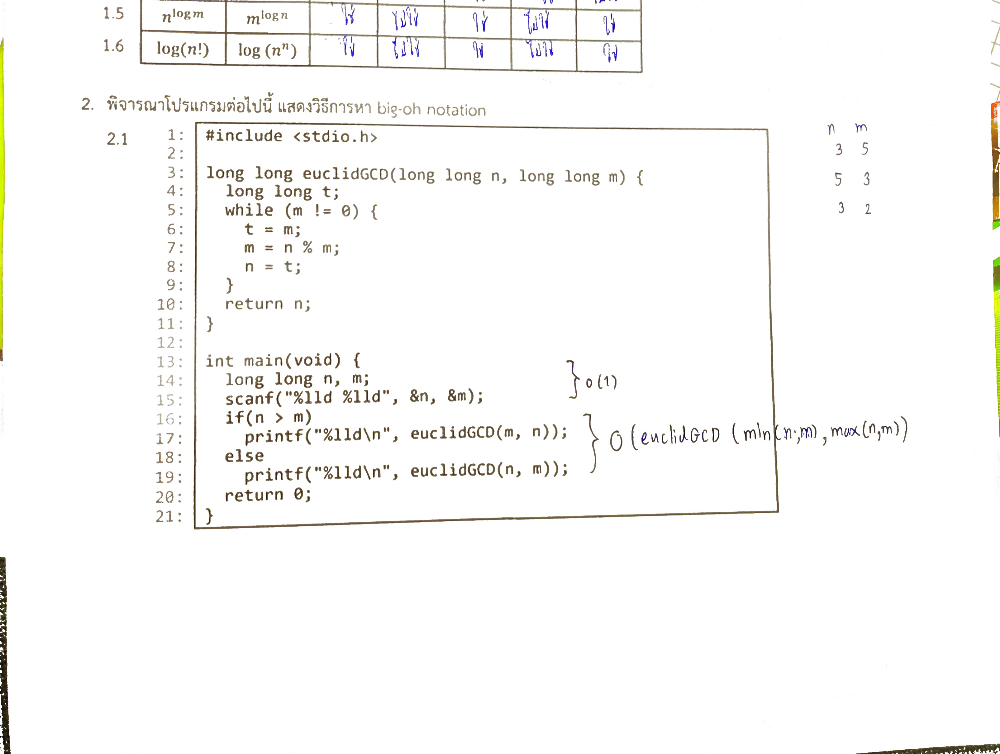 1.5 n^{log m} m^{log n} ใช่ ไม่ใช่ ใช่ ไม่ใช่ ใช่
1.6 log(n!) log (n^n) ใช่ ไม่ใช่ ใช่ ไม่ใช่ ใช่
2. พิจารณาโปรแกรมต่อไปนี้ แสดงวิธีการหา big-oh notation
2.1
1: #include <stdio.h>
2:
3: long long euclidGCD(long long n, long long m) {
4: long long t;
5: while (m != 0) {
6: t = m;
7: m = n % m;
8: n = t;
9: }
10: return n;
11: }
12:
13: int main(void) {
14: long long n, m;
15: scanf("%lld %lld", &n, &m);
16: if(n > m)
17: printf("%lld\n", euclidGCD(m, n));
18: else
19: printf("%lld\n", euclidGCD(n, m));
20: return 0;
21: }
n m
3 5
5 3
3 2
} O(1)
} O(euclidGCD (min(n,m), max(n,m))